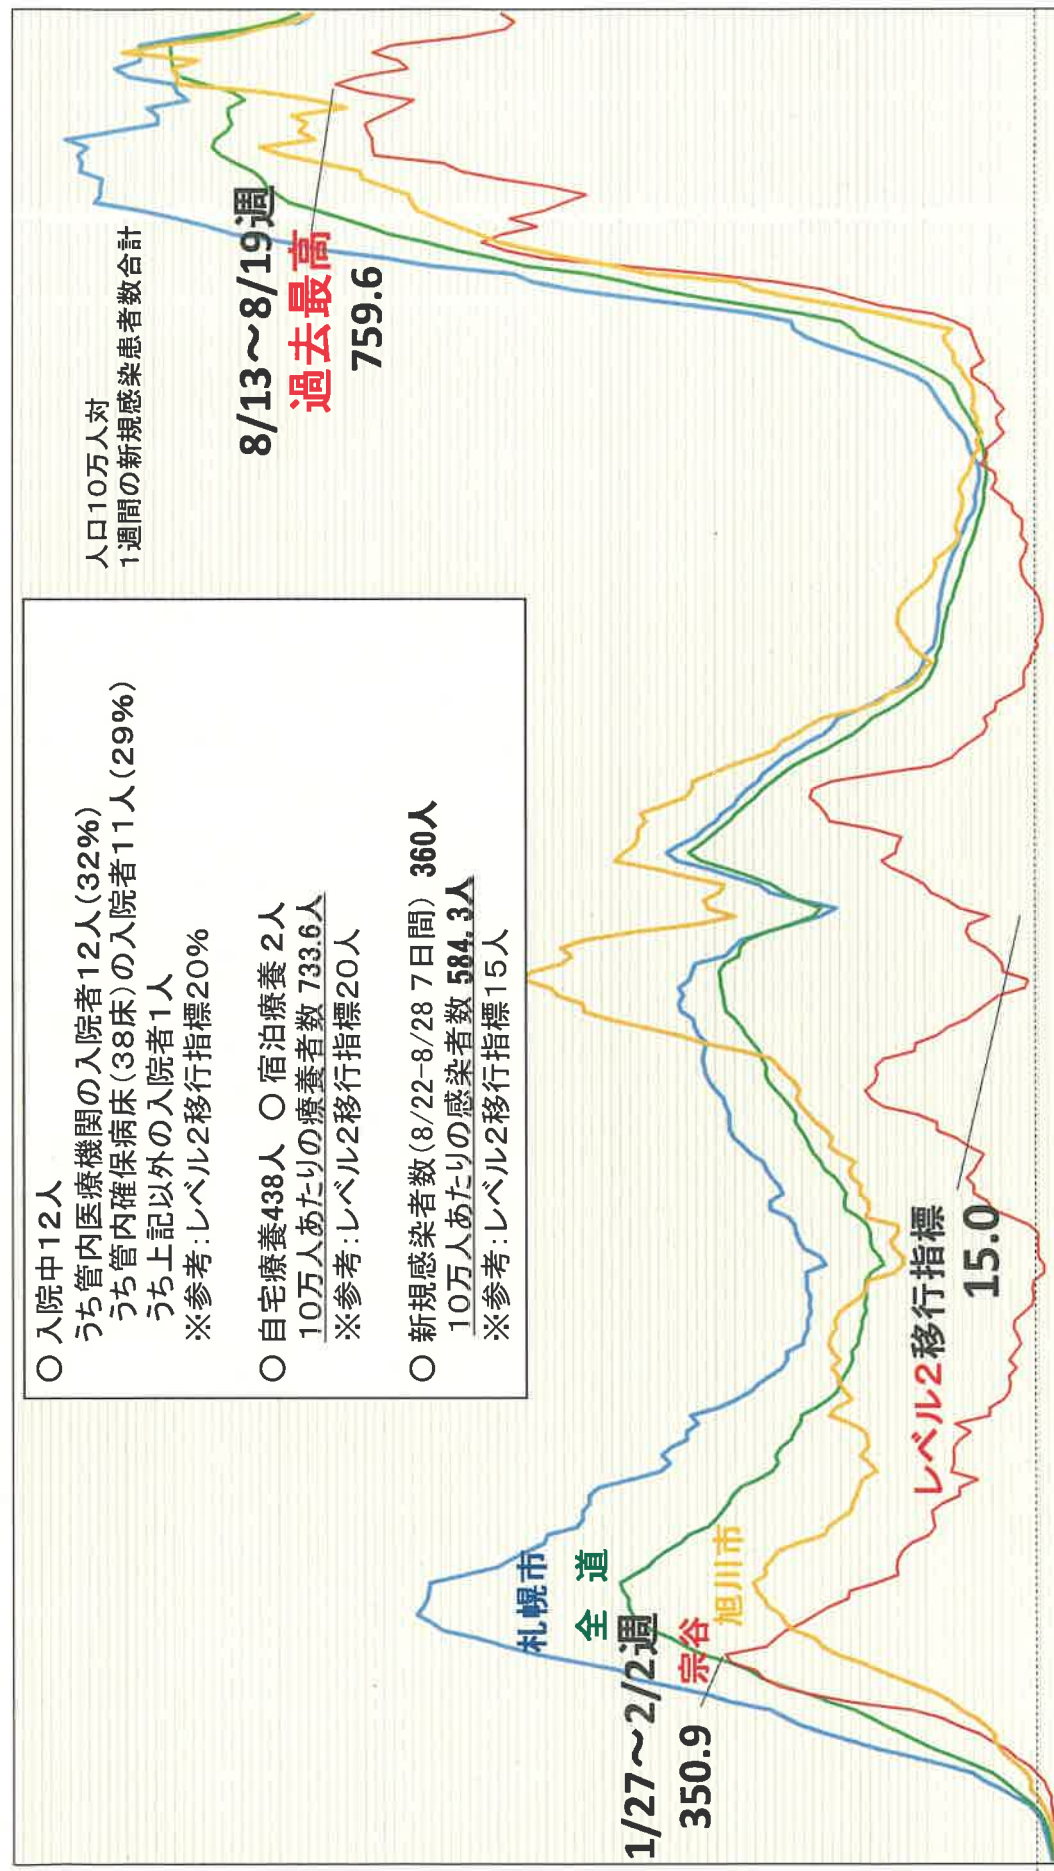 人口10万人対
1週間の新規感染患者数合計
○ 入院中12人
うち管内医療機関の入院者12人(32%)
うち管内確保病床(38床)の入院者11人(29%)
うち上記以外の入院者1人
※参考:レベル2移行指標20%
○ 自宅療養438人 ○ 宿泊療養 2人
10万人あたりの療養者数 733.6人
※参考:レベル2移行指標20人
○ 新規感染者数(8/22-8/28 7日間) 360人
10万人あたりの感染者数 584.3人
※参考:レベル2移行指標15人
8/13～8/19週
過去最高
759.6
札幌市
全 道
1/27～2/2週
宗谷
350.9
旭川市
レベル2移行指標
15.0